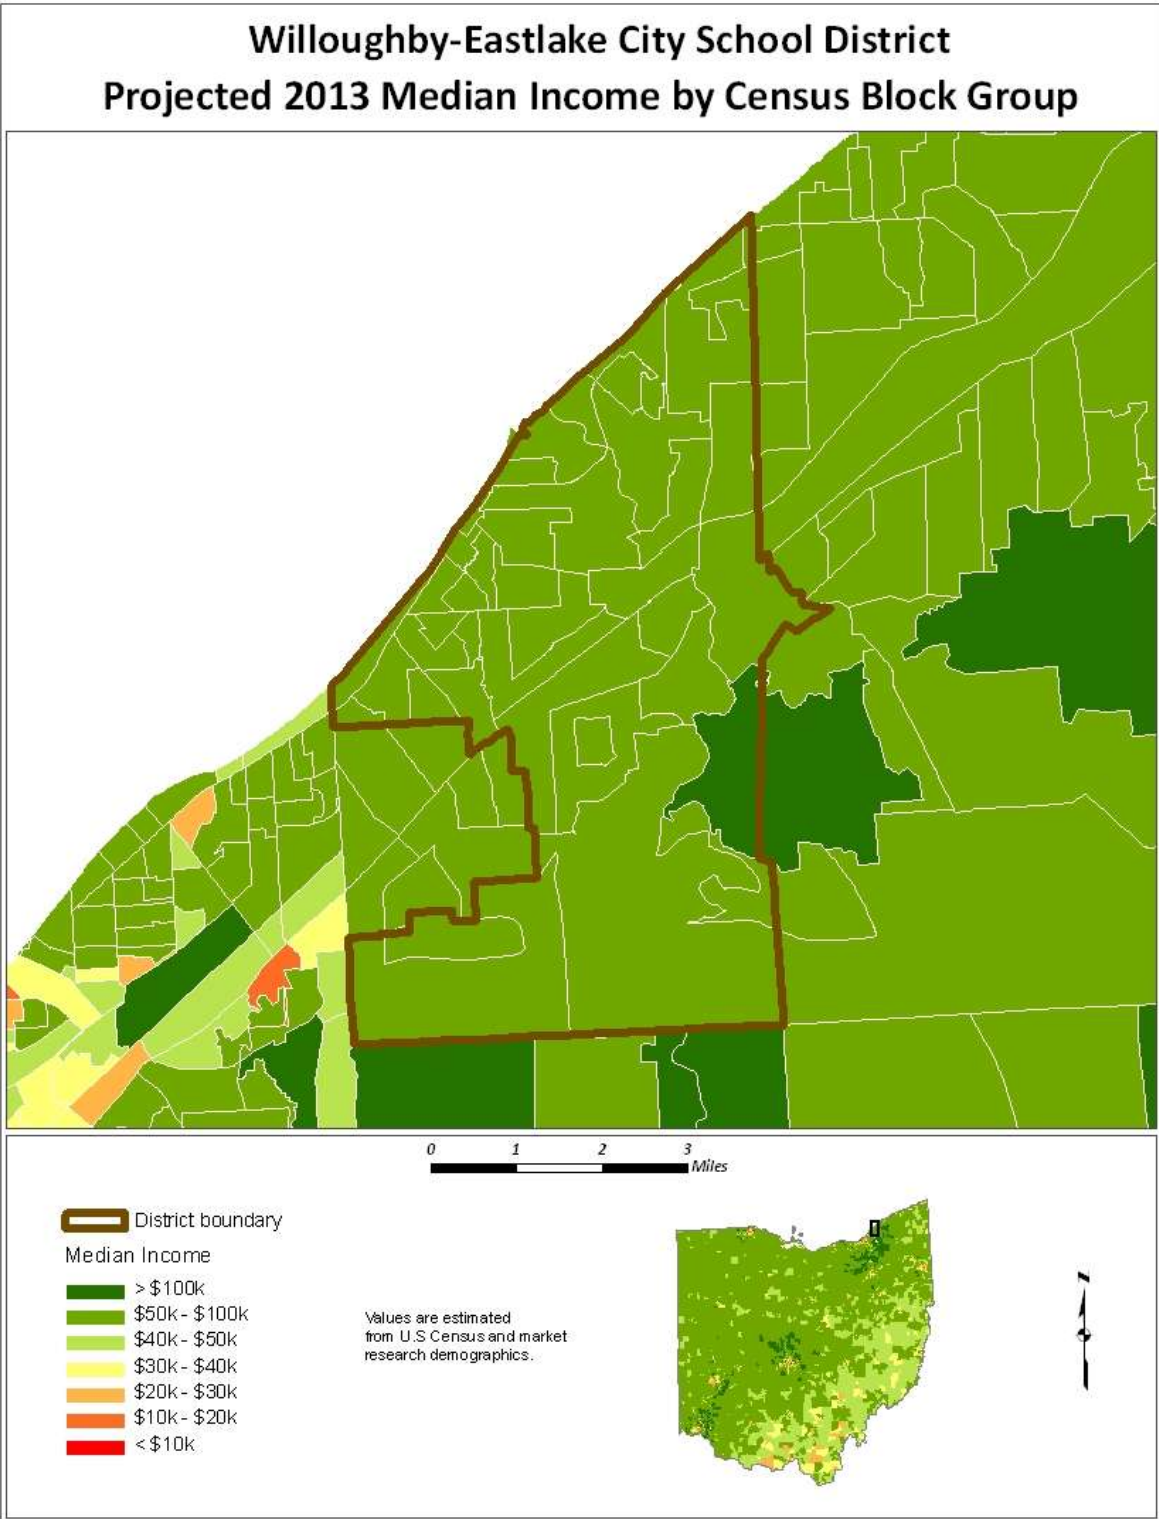 Willoughby-Eastlake City School District
Projected 2013 Median Income by Census Block Group
0 1 2 3
Miles
District boundary
Median Income
> $100k
$50k - $100k
$40k - $50k
$30k - $40k
$20k - $30k
$10k - $20k
< $10k
Values are estimated
from U.S Census and market
research demographics.
N